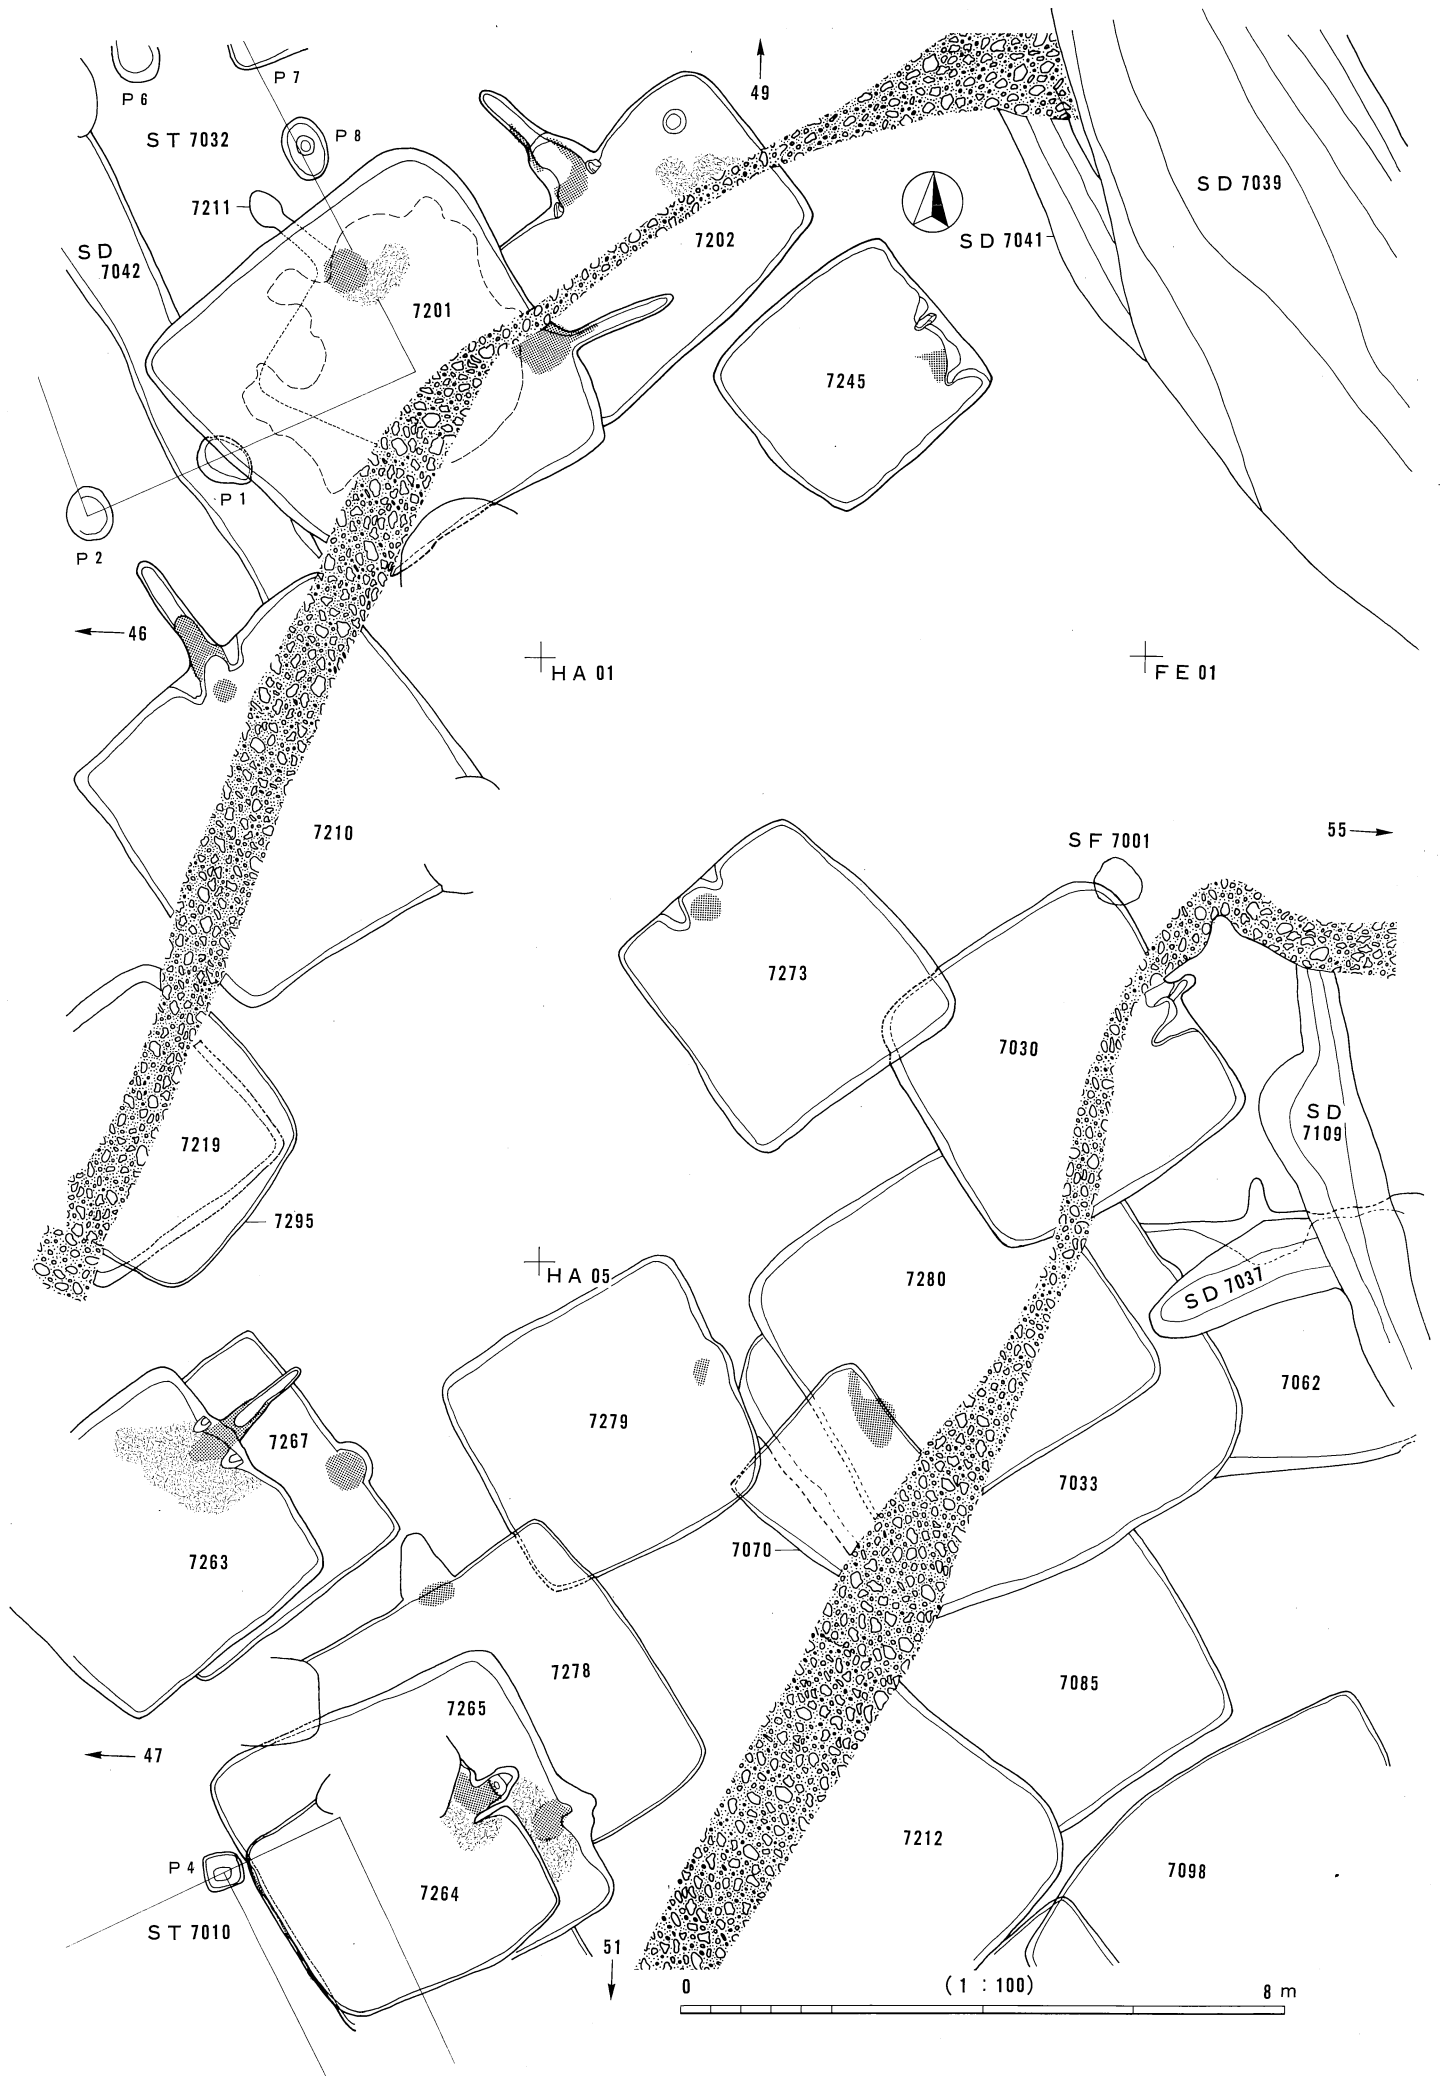 P 7
P 6
49
S T 7032
P 8
S D 7039
7211
7202
S D 7041
S D
7042
7201
7245
P 1
P 2
46
H A 01
F E 01
7210
55
S F 7001
7273
7030
S D
7109
7219
7295
H A 05
7280
S D 7037
7062
7279
7267
7033
7070
7263
7278
7085
7265
47
7212
7098
P 4
7264
S T 7010
51
0
(1 : 100)
8 m